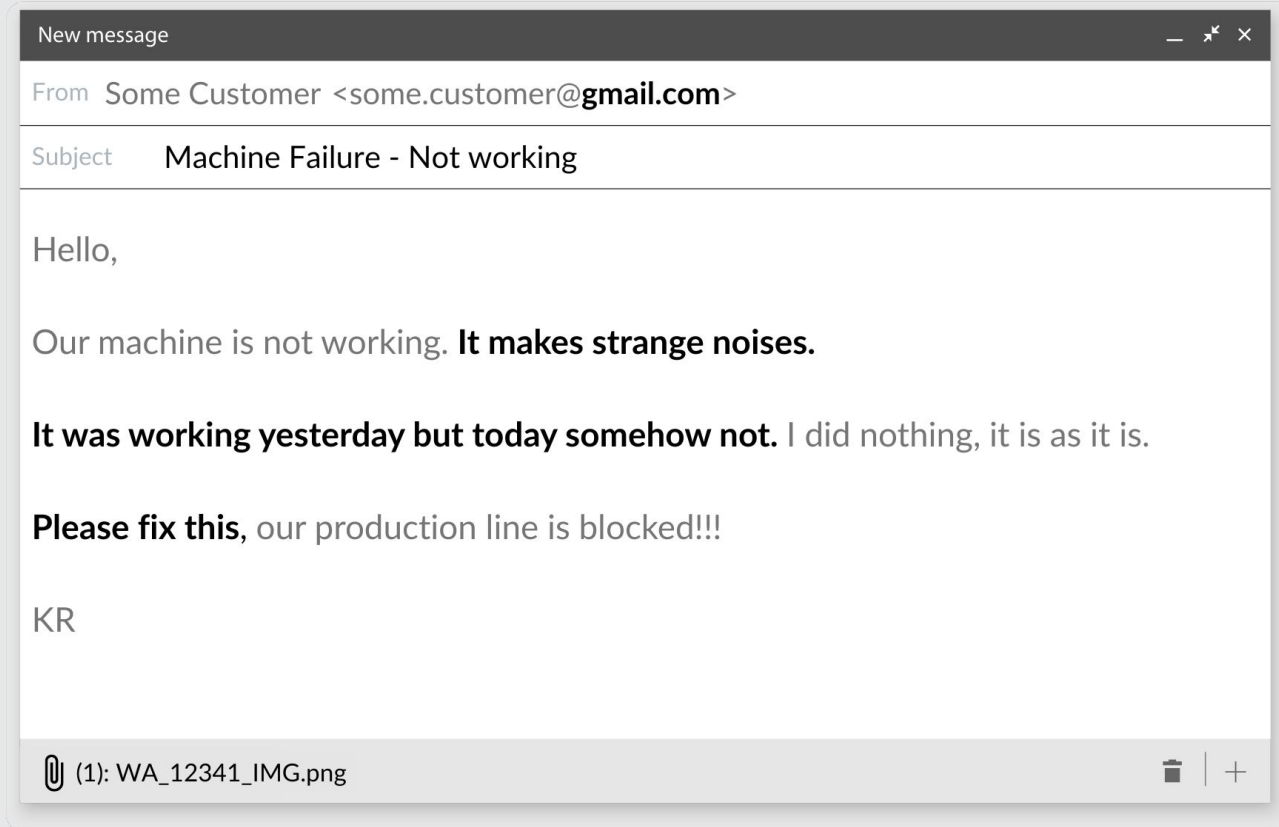 New message
From Some Customer <some.customer@gmail.com>
Subject Machine Failure - Not working
Hello,
Our machine is not working. It makes strange noises.
It was working yesterday but today somehow not. I did nothing, it is as it is.
Please fix this, our production line is blocked!!!
KR
(1): WA_12341_IMG.png